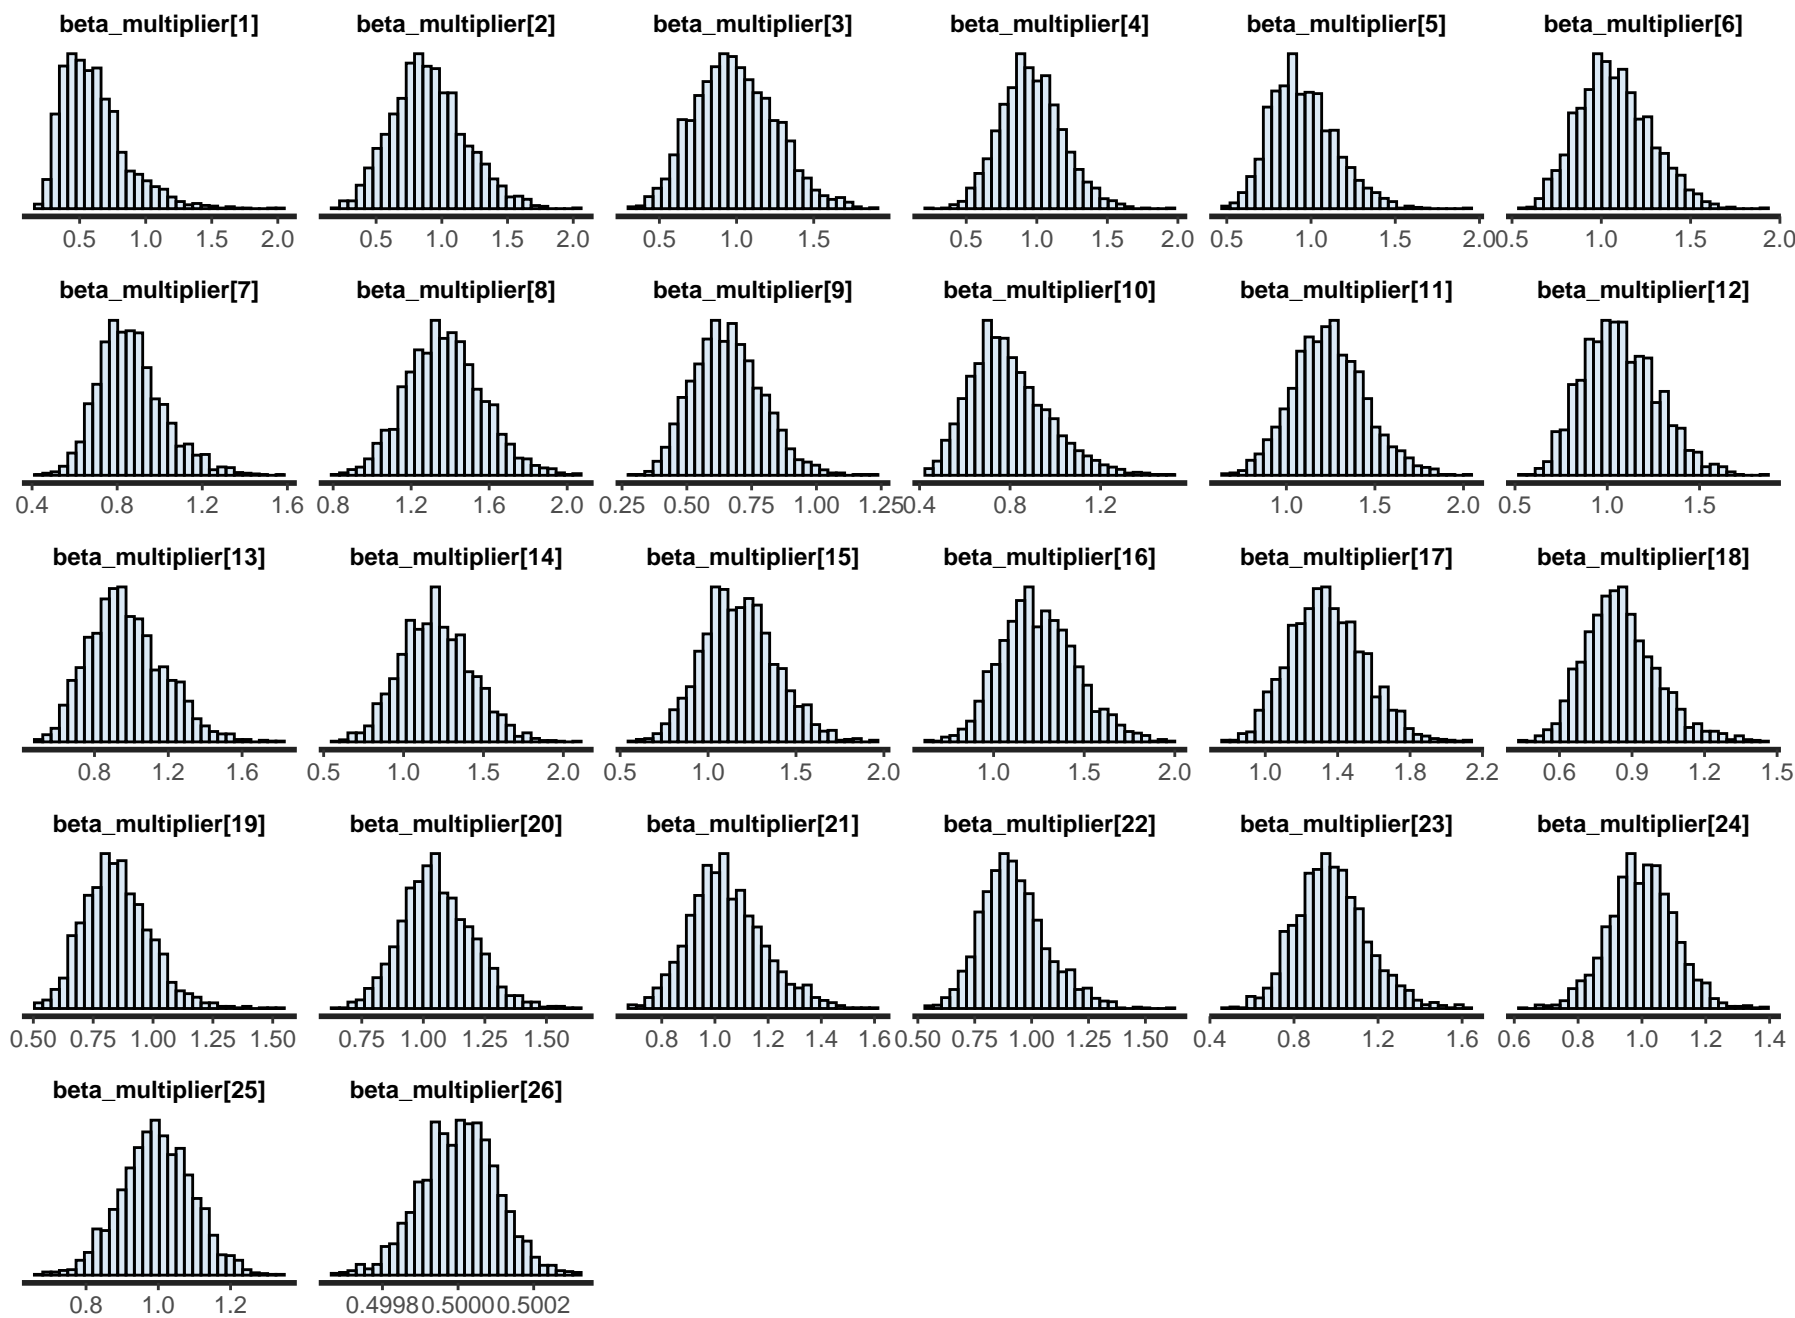 beta_multiplier[1] beta_multiplier[2] beta_multiplier[3] beta_multiplier[4] beta_multiplier[5] beta_multiplier[6]
0.5 1.0 1.5 2.0 0.5 1.0 1.5 2.0 0.5 1.0 1.5 0.5 1.0 1.5 2.0 0.5 1.0 1.5 2.0 0.5 1.0 1.5 2.0
beta_multiplier[7] beta_multiplier[8] beta_multiplier[9] beta_multiplier[10] beta_multiplier[11] beta_multiplier[12]
0.4 0.8 1.2 1.6 0.8 1.2 1.6 2.0 0.25 0.50 0.75 1.00 1.25 0.4 0.8 1.2 1.0 1.5 2.0 0.5 1.0 1.5
beta_multiplier[13] beta_multiplier[14] beta_multiplier[15] beta_multiplier[16] beta_multiplier[17] beta_multiplier[18]
0.8 1.2 1.6 0.5 1.0 1.5 2.0 0.5 1.0 1.5 2.0 1.0 1.5 2.0 1.0 1.4 1.8 2.2 0.6 0.9 1.2 1.5
beta_multiplier[19] beta_multiplier[20] beta_multiplier[21] beta_multiplier[22] beta_multiplier[23] beta_multiplier[24]
0.50 0.75 1.00 1.25 1.50 0.75 1.00 1.25 1.50 0.8 1.0 1.2 1.4 1.6 0.50 0.75 1.00 1.25 1.50 0.4 0.8 1.2 1.6 0.6 0.8 1.0 1.2 1.4
beta_multiplier[25] beta_multiplier[26]
0.8 1.0 1.2 0.4998 0.5000 0.5002